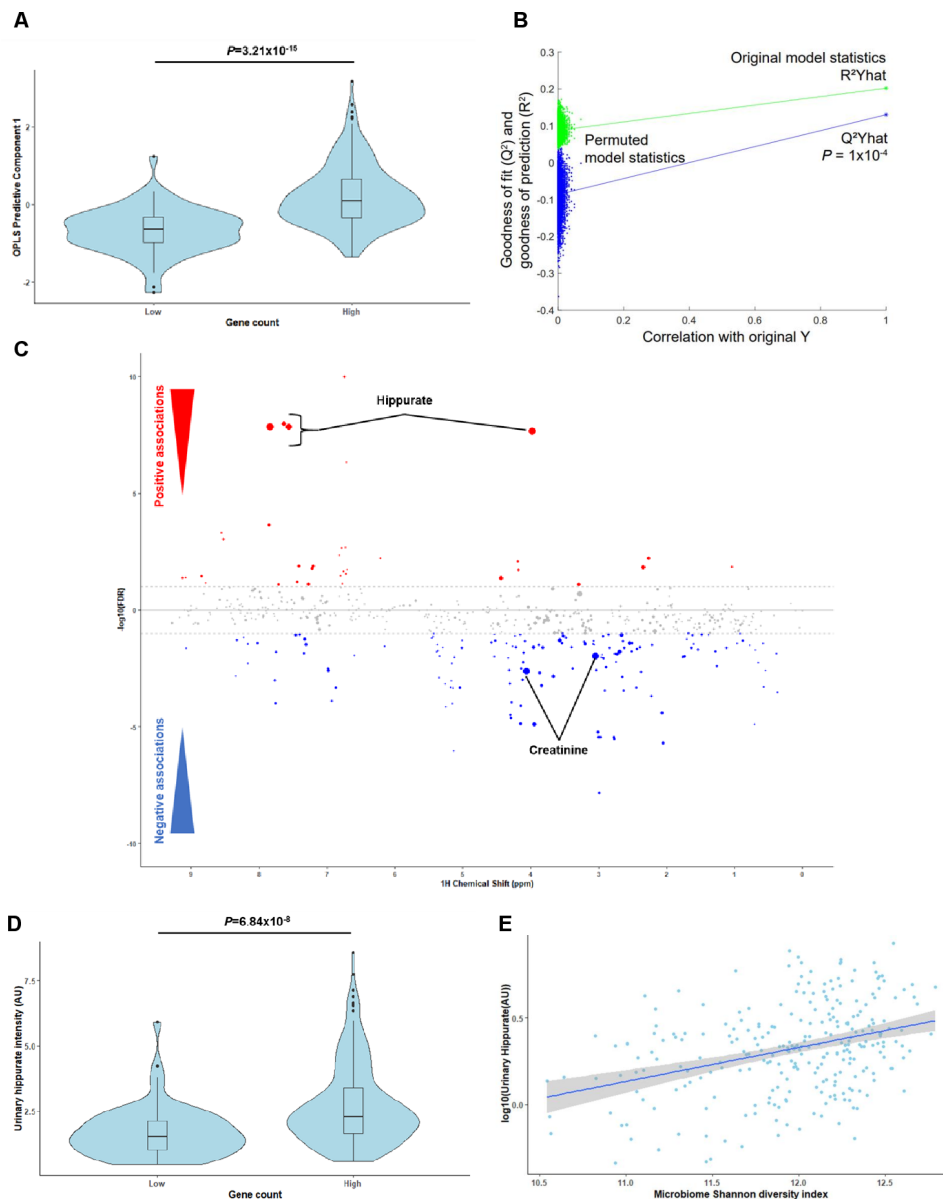 A
P=3.21x10-15
OPLS Predictive Component 1
2
0
-2
Low
High
Gene count
B
Goodness of fit (Q²) and
goodness of prediction (R²)
0.3
0.2
0.1
0
-0.1
-0.2
-0.3
-0.4
Original model statistics
R²Yhat
Permuted
model statistics
Q²Yhat
P = 1x10-4
0
0.2
0.4
0.6
0.8
1
Correlation with original Y
C
Positive associations
Negative associations
-log10(FDR)
10
5
0
-5
-10
Hippurate
Creatinine
9
8
7
6
5
4
3
2
1
0
1H Chemical Shift (ppm)
D
P=6.84x10-8
Urinary hippurate intensity (AU)
7.5
5.0
2.5
Low
High
Gene count
E
log10(Urinary Hippurate(AU))
0.5
0.0
10.5
11.0
11.5
12.0
12.5
Microbiome Shannon diversity index